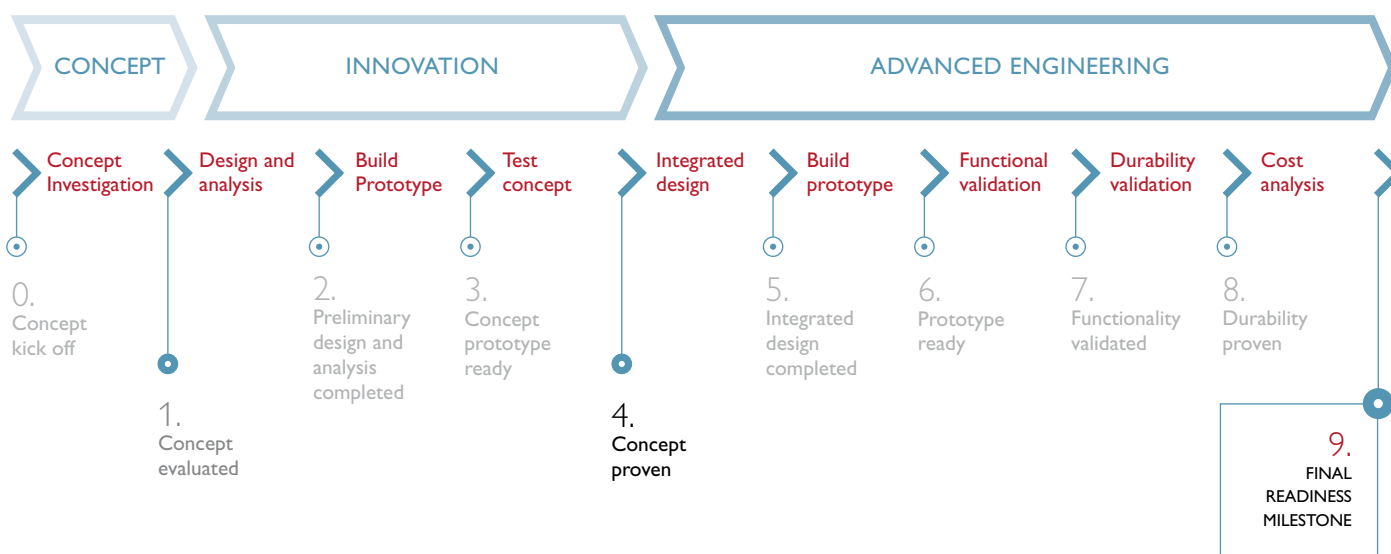 CONCEPT
INNOVATION
ADVANCED ENGINEERING
Concept
Investigation
Design and
analysis
Build
Prototype
Test
concept
Integrated
design
Build
prototype
Functional
validation
Durability
validation
Cost
analysis
0.
Concept
kick off
1.
Concept
evaluated
2.
Preliminary
design and
analysis
completed
3.
Concept
prototype
ready
4.
Concept
proven
5.
Integrated
design
completed
6.
Prototype
ready
7.
Functionality
validated
8.
Durability
proven
9.
FINAL
READINESS
MILESTONE